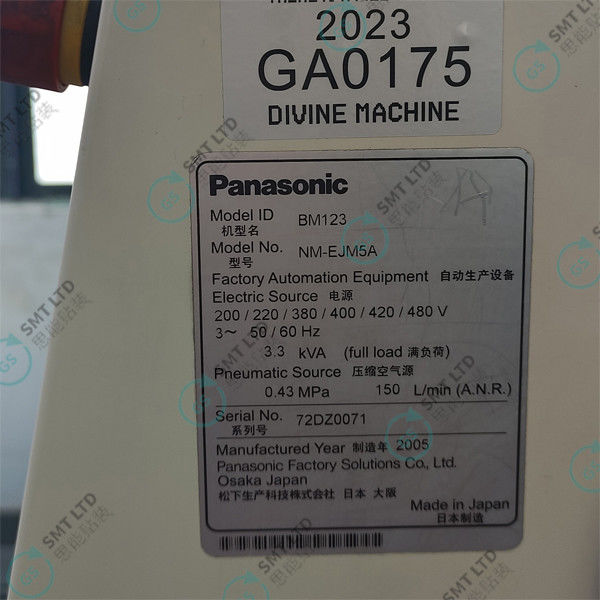 2023
GA0175
DIVINE MACHINE
Panasonic
Model ID BM123
机型名
Model No. NM-EJM5A
型号
Factory Automation Equipment 自动生产设备
Electric Source 电源
200 / 220 / 380 / 400 / 420 / 480 V
3～ 50 / 60 Hz
3.3 kVA (full load 满负荷)
Pneumatic Source 压缩空气源
0.43 MPa 150 L/min (A.N.R.)
Serial No. 72DZ0071
系列号
Manufactured Year 制造年 2005
Panasonic Factory Solutions Co., Ltd.
Osaka Japan
松下生产科技株式会社 日本 大阪
Made in Japan
日本制造
GS SMT LTD
思能贴装